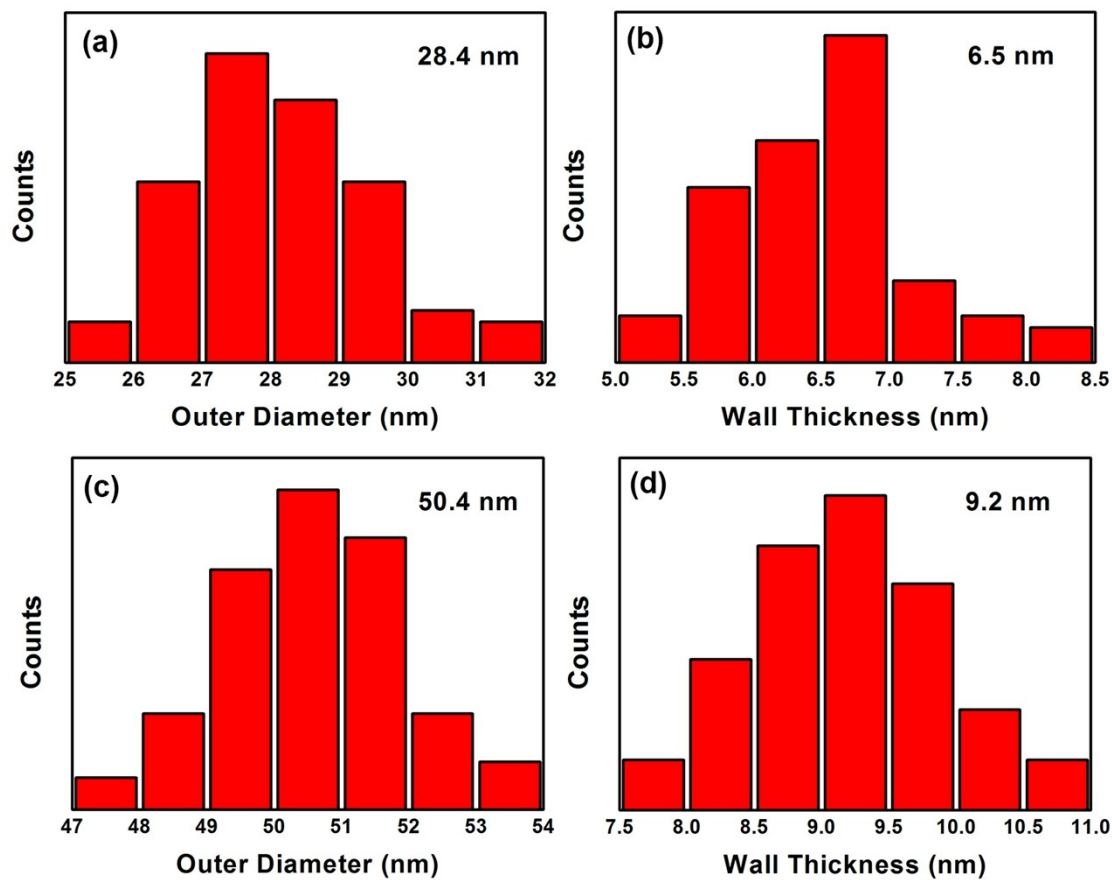 (a)
28.4 nm
Counts
25 26 27 28 29 30 31 32
Outer Diameter (nm)
(b)
6.5 nm
Counts
5.0 5.5 6.0 6.5 7.0 7.5 8.0 8.5
Wall Thickness (nm)
(c)
50.4 nm
Counts
47 48 49 50 51 52 53 54
Outer Diameter (nm)
(d)
9.2 nm
Counts
7.5 8.0 8.5 9.0 9.5 10.0 10.5 11.0
Wall Thickness (nm)